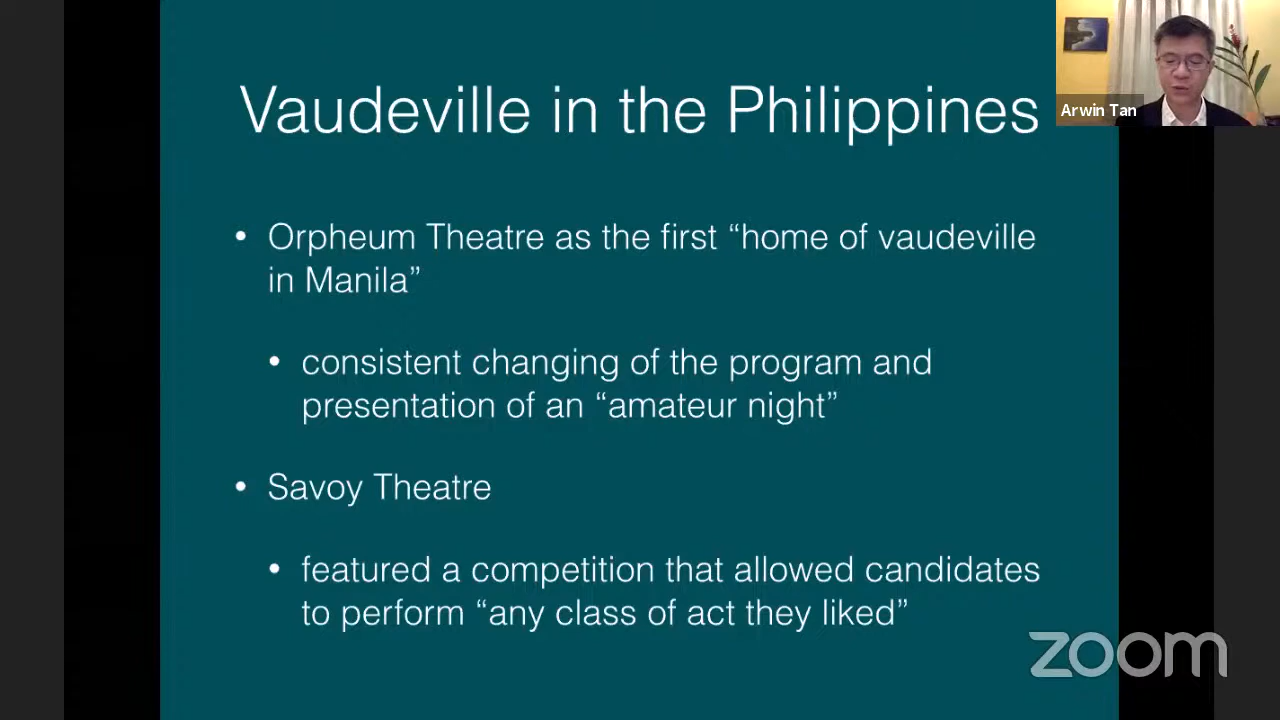 Vaudeville in the Philippines
Arwin Tan
• Orpheum Theatre as the first “home of vaudeville
in Manila”
• consistent changing of the program and
presentation of an “amateur night”
• Savoy Theatre
• featured a competition that allowed candidates
to perform “any class of act they liked”
zoom